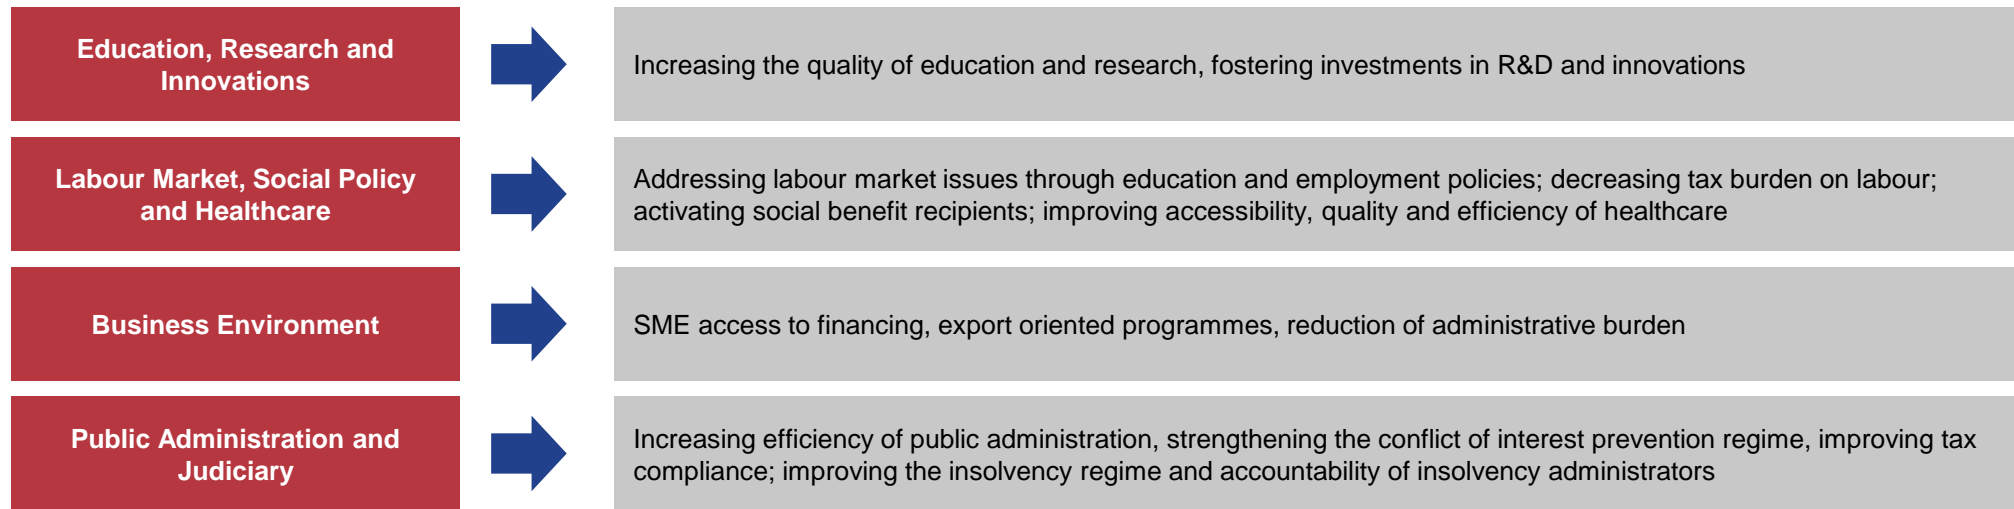 Education, Research and
Innovations
Increasing the quality of education and research, fostering investments in R&D and innovations
Labour Market, Social Policy
and Healthcare
Addressing labour market issues through education and employment policies; decreasing tax burden on labour;
activating social benefit recipients; improving accessibility, quality and efficiency of healthcare
Business Environment
SME access to financing, export oriented programmes, reduction of administrative burden
Public Administration and
Judiciary
Increasing efficiency of public administration, strengthening the conflict of interest prevention regime, improving tax
compliance; improving the insolvency regime and accountability of insolvency administrators